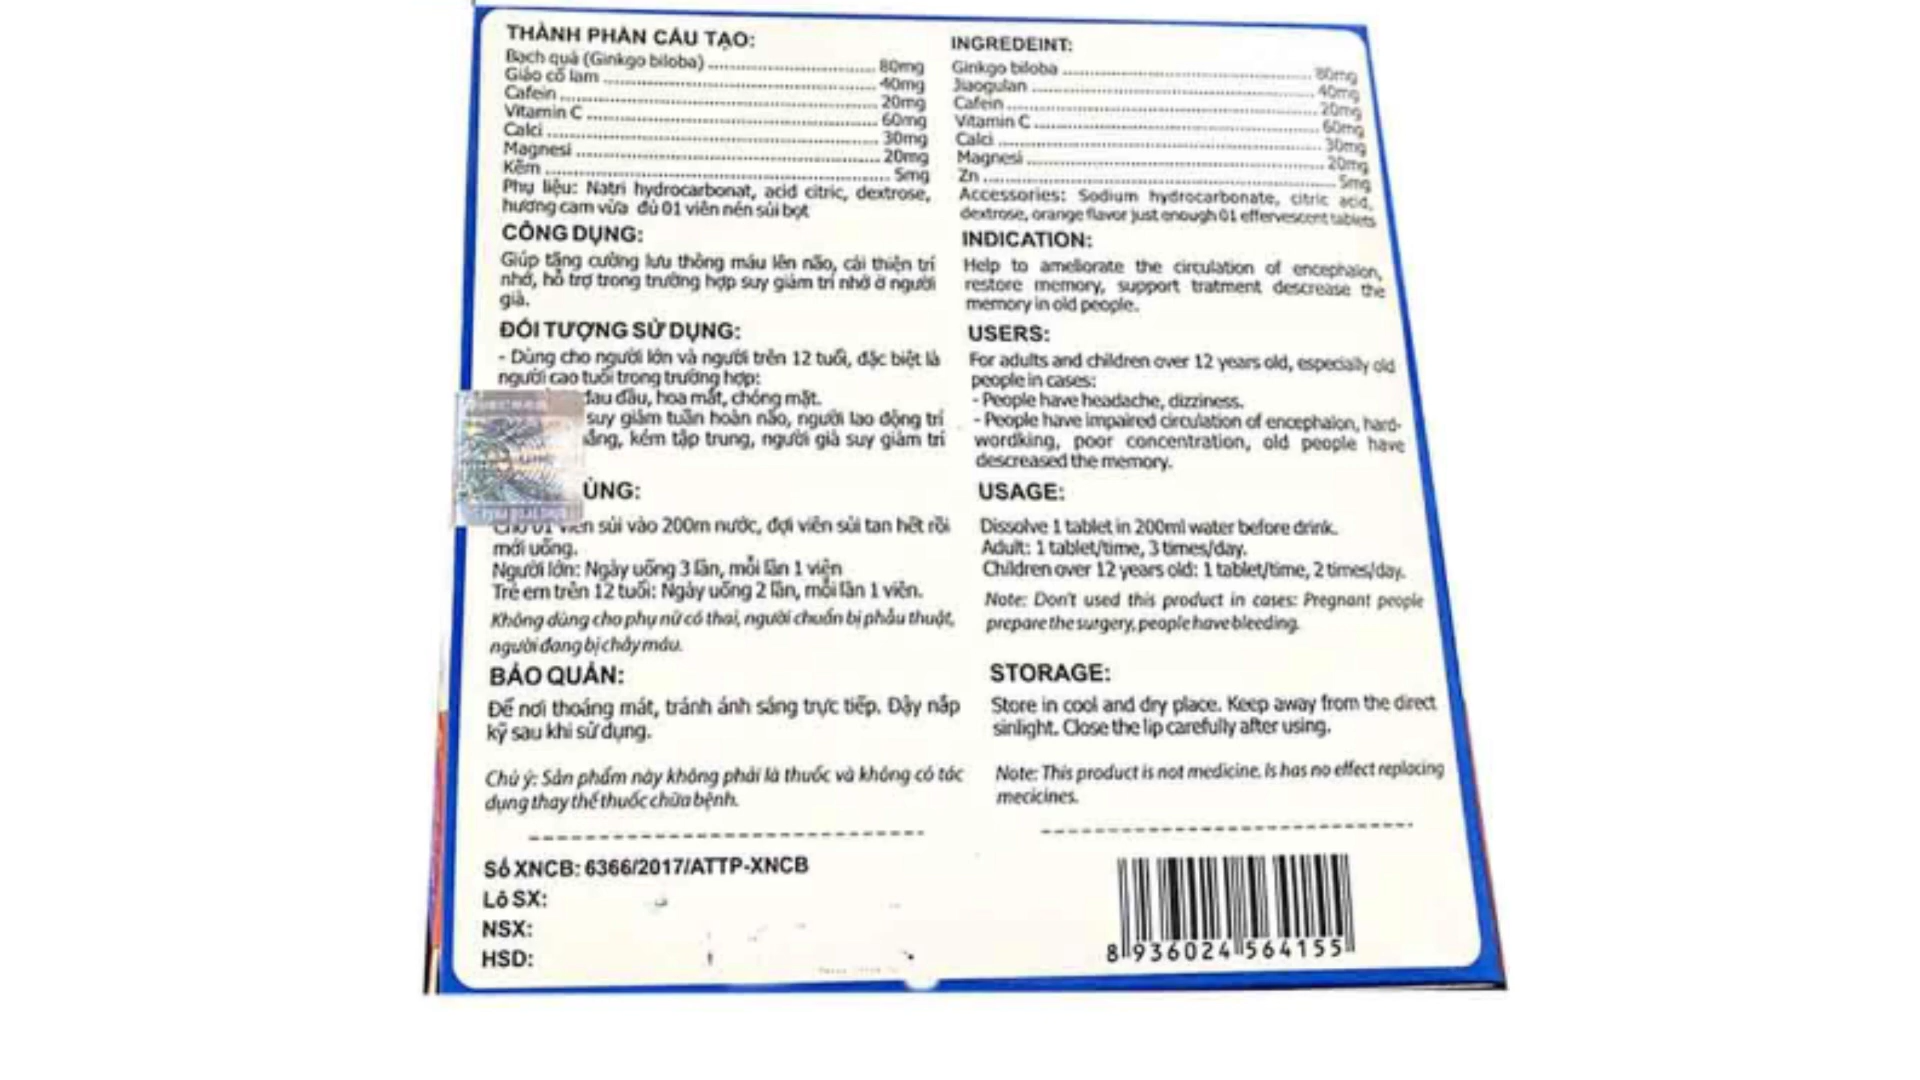 THÀNH PHẦN CẤU TẠO:
Bạch quả (Ginkgo biloba) ........ 80mg
Giảo cổ lam ........ 40mg
Cafein ........ 20mg
Vitamin C ........ 60mg
Calci ........ 30mg
Magnesi ........ 20mg
Kẽm ........ 5mg
Phụ liệu: Natri hydrocarbonat, acid citric, dextrose,
hương cam vừa đủ 01 viên nén sủi bọt
CÔNG DỤNG:
Giúp tăng cường lưu thông máu lên não, cải thiện trí
nhớ, hỗ trợ trong trường hợp suy giảm trí nhớ ở người
già.
ĐỐI TƯỢNG SỬ DỤNG:
- Dùng cho người lớn và người trên 12 tuổi, đặc biệt là
người cao tuổi trong trường hợp:
đau đầu, hoa mắt, chóng mặt.
suy giảm tuần hoàn não, người lao động trí
ẳng, kém tập trung, người già suy giảm trí
ÙNG:
Cho 01 viên sủi vào 200m nước, đợi viên sủi tan hết rồi
mới uống.
Người lớn: Ngày uống 3 lần, mỗi lần 1 viện
Trẻ em trên 12 tuổi: Ngày uống 2 lần, mỗi lần 1 viên.
Không dùng cho phụ nữ có thai, người chuẩn bị phẫu thuật,
người đang bị chảy máu.
BẢO QUẢN:
Để nơi thoáng mát, tránh ánh sáng trực tiếp. Đậy nắp
kỹ sau khi sử dụng.
Chú ý: Sản phẩm này không phải là thuốc và không có tác
dụng thay thế thuốc chữa bệnh.
Số XNCB: 6366/2017/ATTP-XNCB
Lô SX:
NSX:
HSD:
INGREDEINT:
Ginkgo biloba ........ 80mg
Jiaogulan ........ 40mg
Cafein ........ 20mg
Vitamin C ........ 60mg
Calci ........ 30mg
Magnesi ........ 20mg
Zn ........ 5mg
Accessories: Sodium hydrocarbonate, citric acid,
dextrose, orange flavor just enough 01 effervescent tablets
INDICATION:
Help to ameliorate the circulation of encephalon,
restore memory, support tratment descrease the
memory in old people.
USERS:
For adults and children over 12 years old, especially old
people in cases:
- People have headache, dizziness.
- People have impaired circulation of encephalon, hard-
wordking, poor concentration, old people have
descreased the memory.
USAGE:
Dissolve 1 tablet in 200ml water before drink.
Adult: 1 tablet/time, 3 times/day.
Children over 12 years old: 1 tablet/time, 2 times/day.
Note: Don't used this product in cases: Pregnant people
prepare the surgery, people have bleeding.
STORAGE:
Store in cool and dry place. Keep away from the direct
sinlight. Close the lip carefully after using.
Note: This product is not medicine. Is has no effect replacing
mecicines.
8 936024 564155